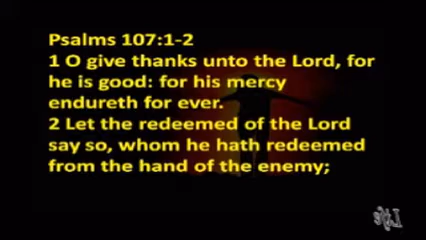 Psalms 107:1-2
1 O give thanks unto the Lord, for
he is good: for his mercy
endureth for ever.
2 Let the redeemed of the Lord
say so, whom he hath redeemed
from the hand of the enemy;